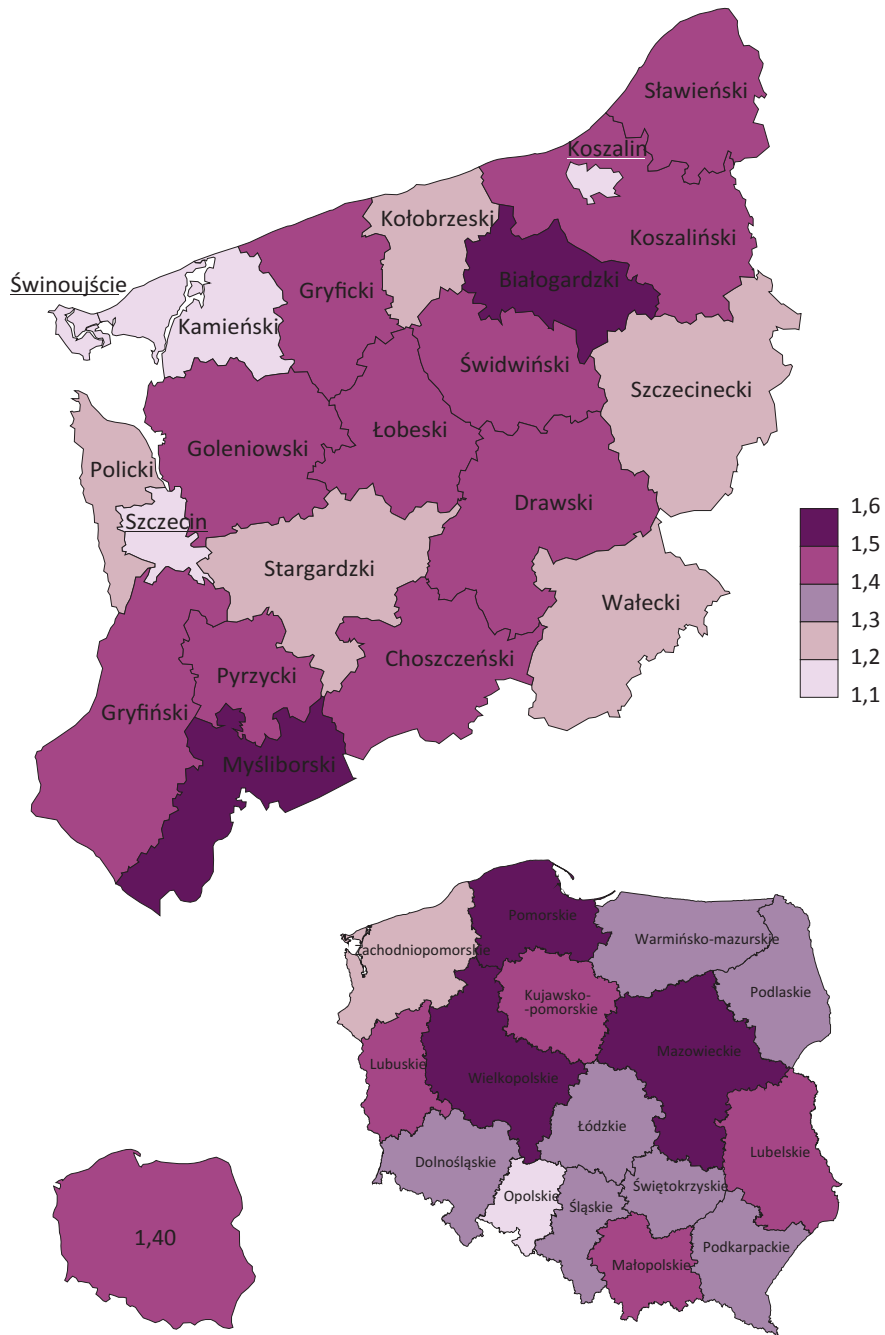 Sławieński
Koszalin
Kołobrzeski
Koszaliński
Białogardzki
Świnoujście
Gryficki
Kamieński
Świdwiński
Szczecinecki
Łobeski
Goleniowski
Policki
Drawski
Szczecin
Stargardzki
Wałecki
Choszczeński
Pyrzycki
Gryfiński
Myśliborski
1,6
1,5
1,4
1,3
1,2
1,1
Pomorskie
Zachodniopomorskie
Warmińsko-mazurskie
Podlaskie
Kujawsko-
-pomorskie
Mazowieckie
Lubuskie
Wielkopolskie
Łódzkie
Lubelskie
Dolnośląskie
Opolskie
Śląskie
Świętokrzyskie
Podkarpackie
Małopolskie
1,40